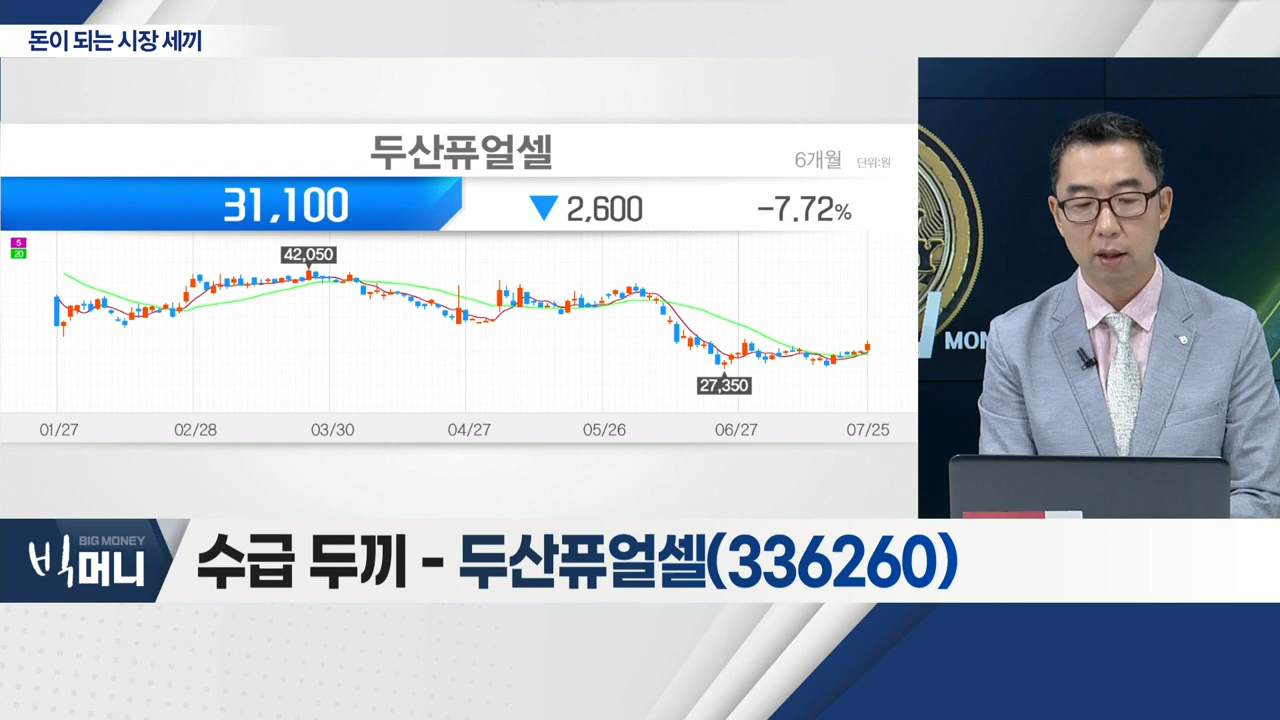 돈이 되는 시장 세끼
두산퓨얼셀
6개월 단위:원
31,100 ▼2,600 -7.72%
5
20
42,050
27,350
01/27 02/28 03/30 04/27 05/26 06/27 07/25
MON
BIG MONEY
빅머니
수급 두끼 - 두산퓨얼셀(336260)